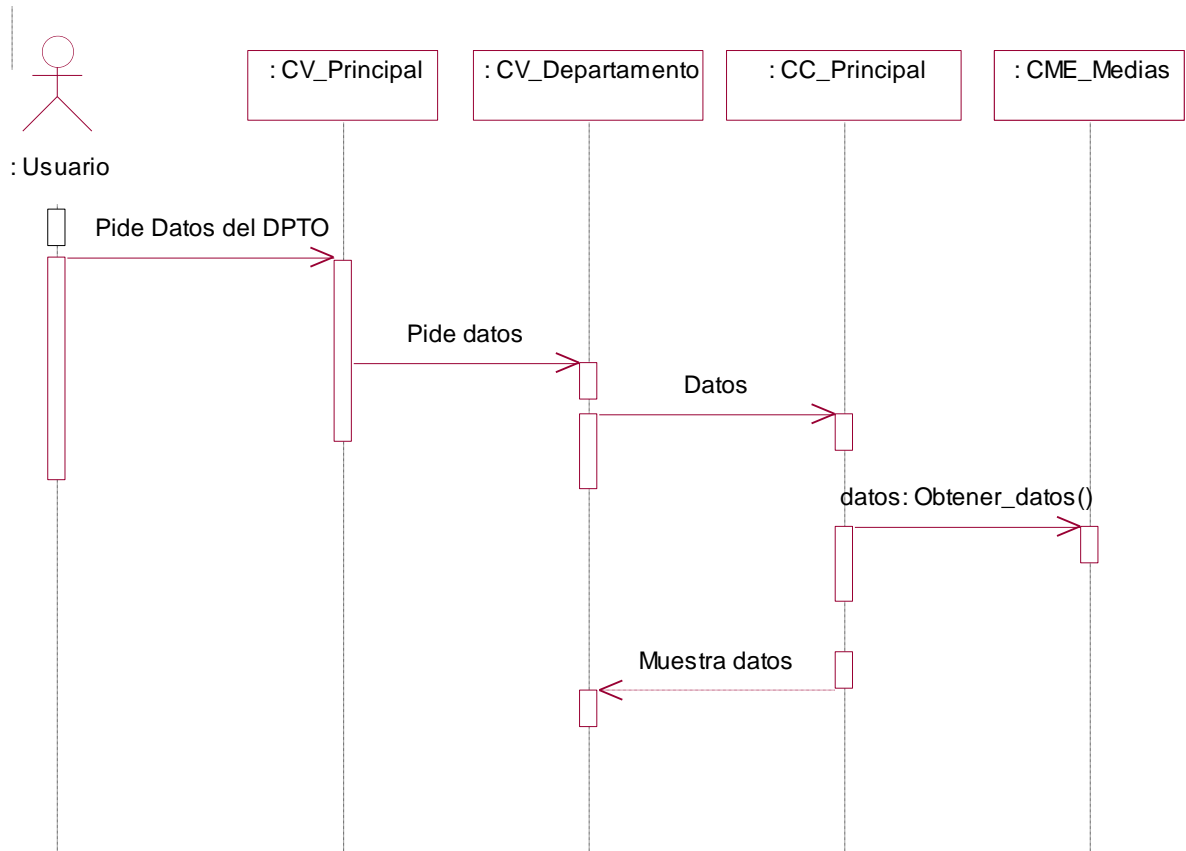 : CV_Principal
: CV_Departamento
: CC_Principal
: CME_Medias
: Usuario
Pide Datos del DPTO
Pide datos
Datos
datos: Obtener_datos()
Muestra datos